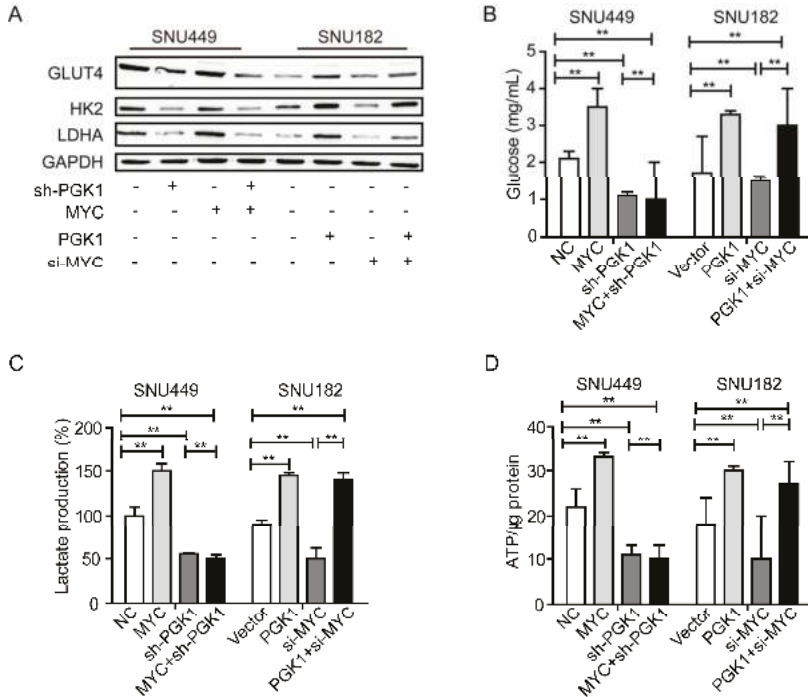 A
SNU449 SNU182
GLUT4
HK2
LDHA
GAPDH
sh-PGK1 - + - + - - - -
MYC - - + + - - - -
PGK1 - - - - - + - +
si-MYC - - - - - - + +
B
SNU449 SNU182
** **
** **
** ** ** **
Glucose (mg/mL)
5
4
3
2
1
0
NC MYC sh-PGK1 MYC+sh-PGK1 Vector PGK1 si-MYC PGK1+si-MYC
C
SNU449 SNU182
** **
** ** **
** ** **
Lactate production (%)
200
150
100
50
0
NC MYC sh-PGK1 MYC+sh-PGK1 Vector PGK1 si-MYC PGK1+si-MYC
D
SNU449 SNU182
** **
** ** **
** ** **
ATP/µg protein
40
30
20
10
0
NC MYC sh-PGK1 MYC+sh-PGK1 Vector PGK1 si-MYC PGK1+si-MYC